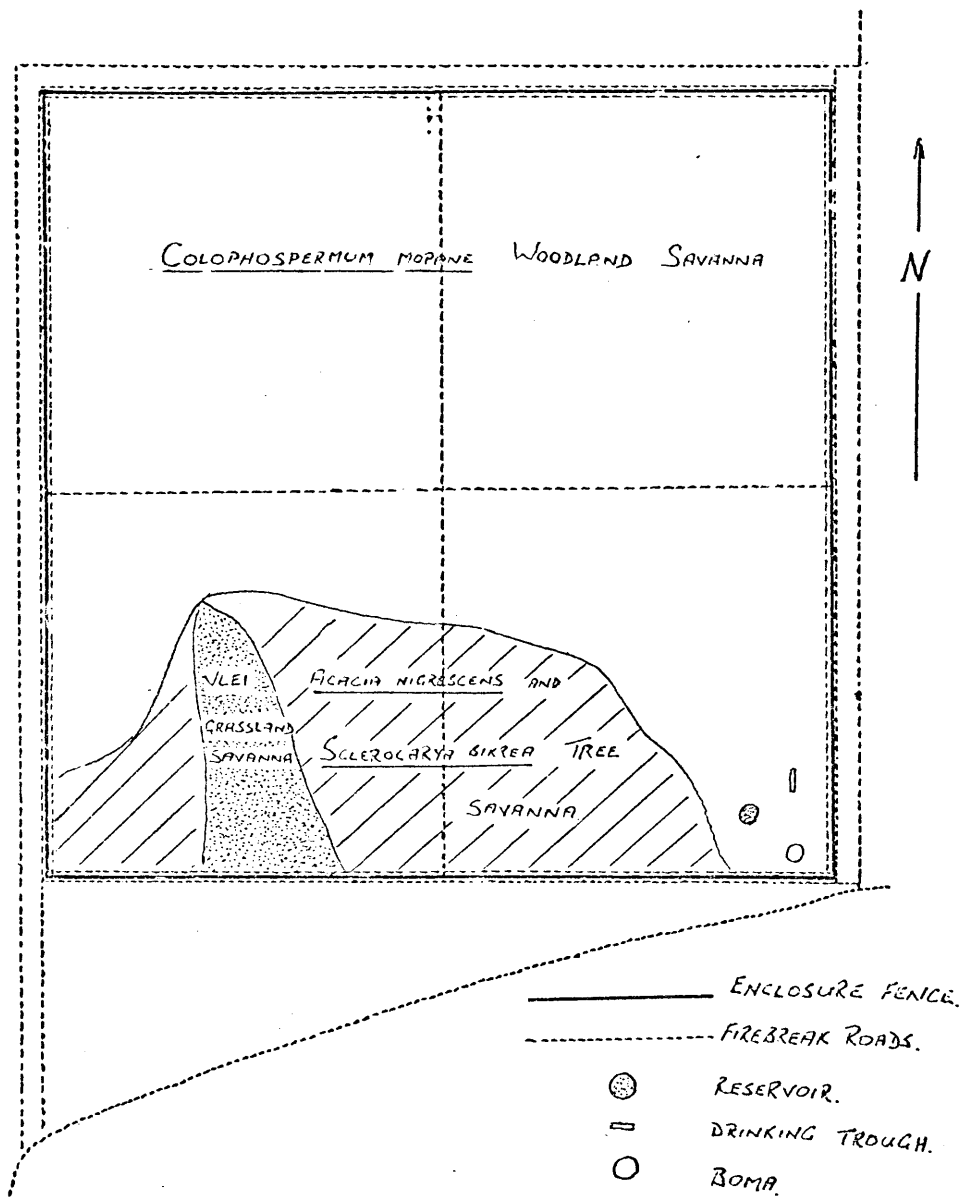 COLOPHOSPERMUM MOPANE WOODLAND SAVANNA
N
VLEI
GRASSLAND
SAVANNA
ACACIA NIGRESCENS AND
SCLEROCARYA BIRREA TREE
SAVANNA
ENCLOSURE FENCE.
FIREBREAK ROADS.
RESERVOIR.
DRINKING TROUGH.
BOMA.